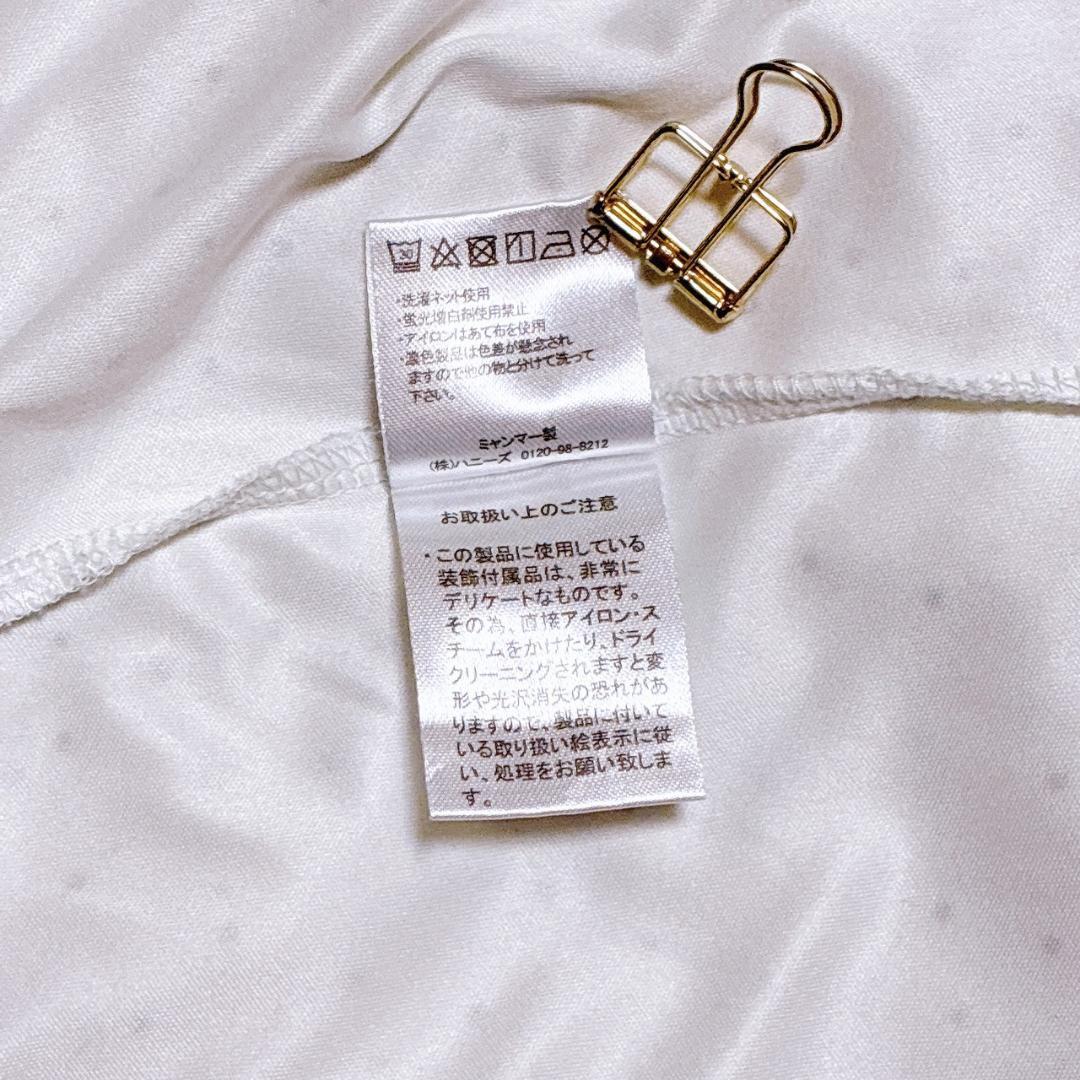 30
・洗濯ネット使用
・蛍光増白剤使用禁止
・アイロンはあて布を使用
・濃色製品は色差が懸念され
ますので他の物と分けて洗って
下さい。
ミャンマー製
(株)ハニーズ 0120-98-8212
お取扱い上のご注意
・この製品に使用している
装飾付属品は、非常に
デリケートなものです。
その為、直接アイロン・ス
チームをかけたり、ドライ
クリーニングされますと変
形や光沢消失の恐れがあ
りますので、製品に付いて
いる取り扱い絵表示に従
い、処理をお願い致しま
す。